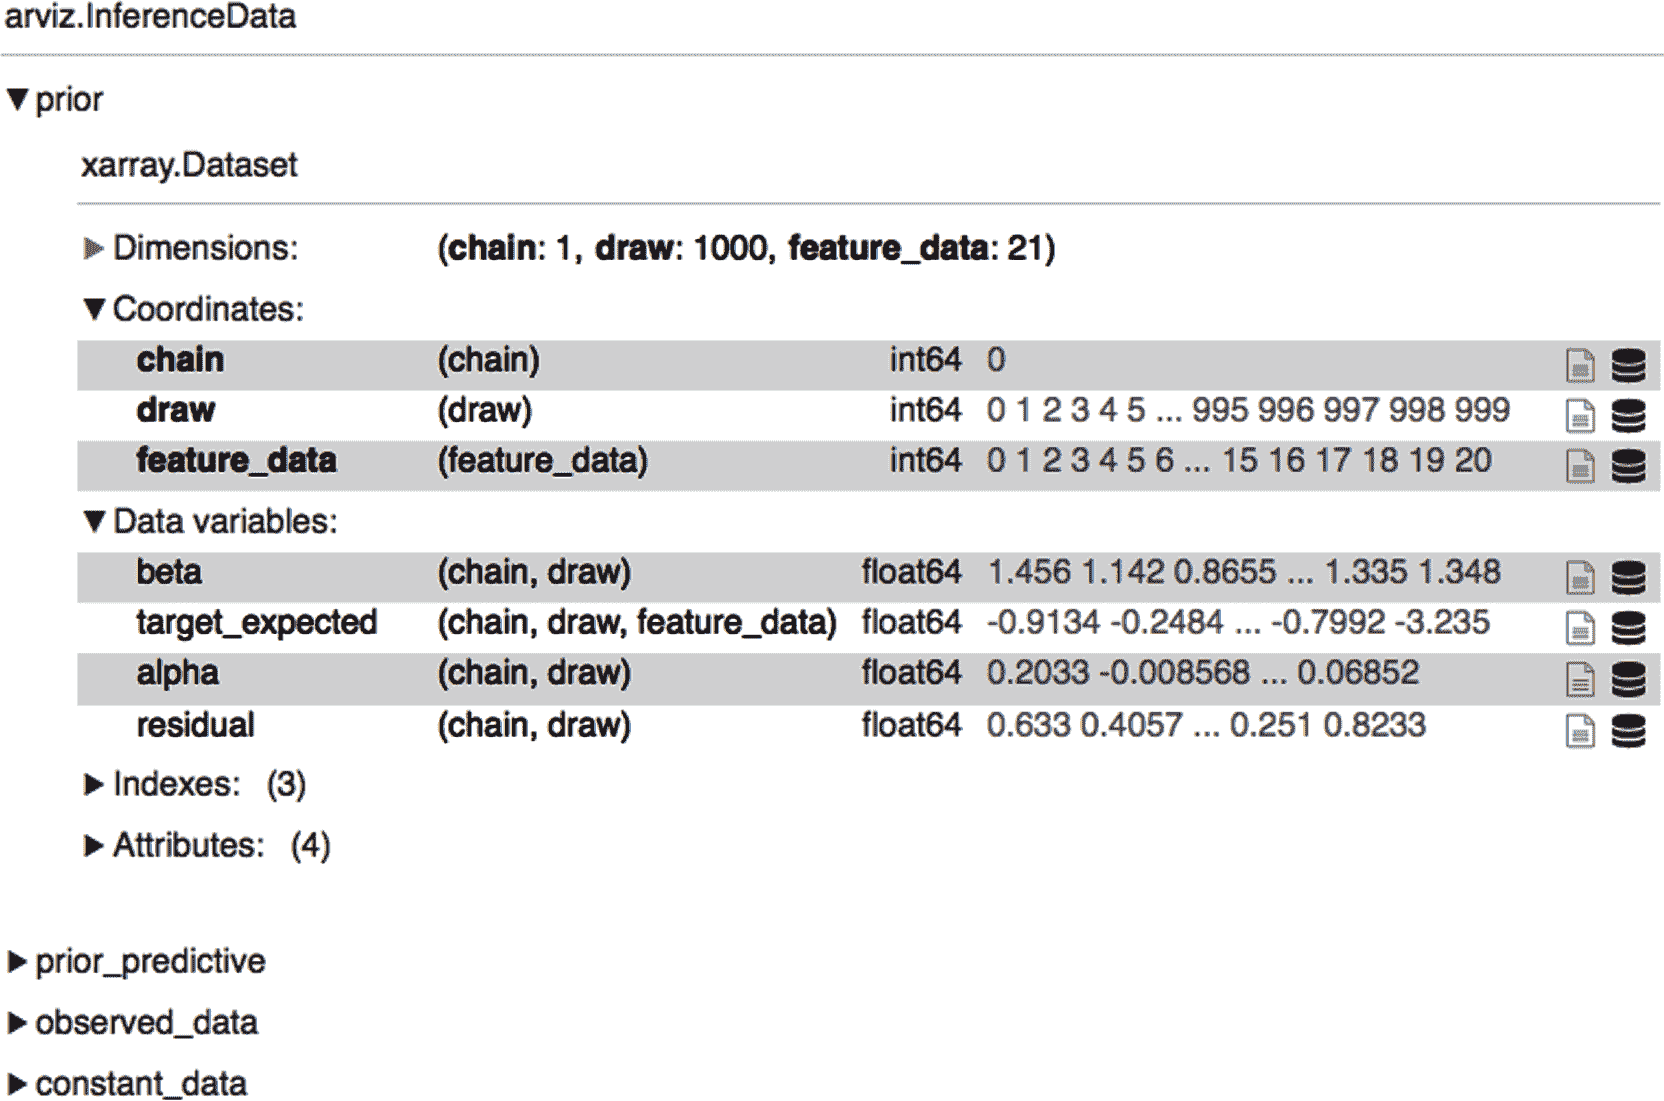 arviz.InferenceData
▼ prior
xarray.Dataset
► Dimensions: (chain: 1, draw: 1000, feature_data: 21)
▼ Coordinates:
chain (chain) int64 0
draw (draw) int64 0 1 2 3 4 5 ... 995 996 997 998 999
feature_data (feature_data) int64 0 1 2 3 4 5 6 ... 15 16 17 18 19 20
▼ Data variables:
beta (chain, draw) float64 1.456 1.142 0.8655 ... 1.335 1.348
target_expected (chain, draw, feature_data) float64 -0.9134 -0.2484 ... -0.7992 -3.235
alpha (chain, draw) float64 0.2033 -0.008568 ... 0.06852
residual (chain, draw) float64 0.633 0.4057 ... 0.251 0.8233
► Indexes: (3)
► Attributes: (4)
► prior_predictive
► observed_data
► constant_data